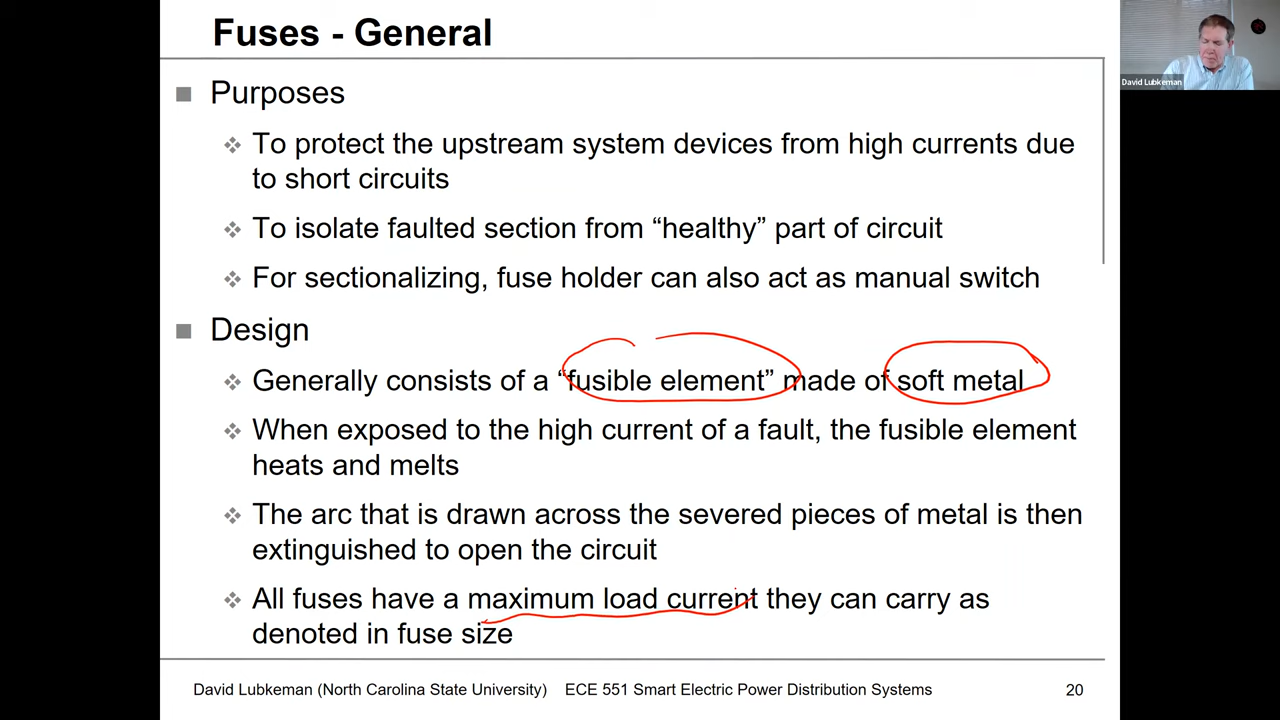 Fuses - General
Purposes
To protect the upstream system devices from high currents due
to short circuits
To isolate faulted section from “healthy” part of circuit
For sectionalizing, fuse holder can also act as manual switch
Design
Generally consists of a “fusible element” made of soft metal
When exposed to the high current of a fault, the fusible element
heats and melts
The arc that is drawn across the severed pieces of metal is then
extinguished to open the circuit
All fuses have a maximum load current they can carry as
denoted in fuse size
David Lubkeman (North Carolina State University) ECE 551 Smart Electric Power Distribution Systems 20
David Lubkeman